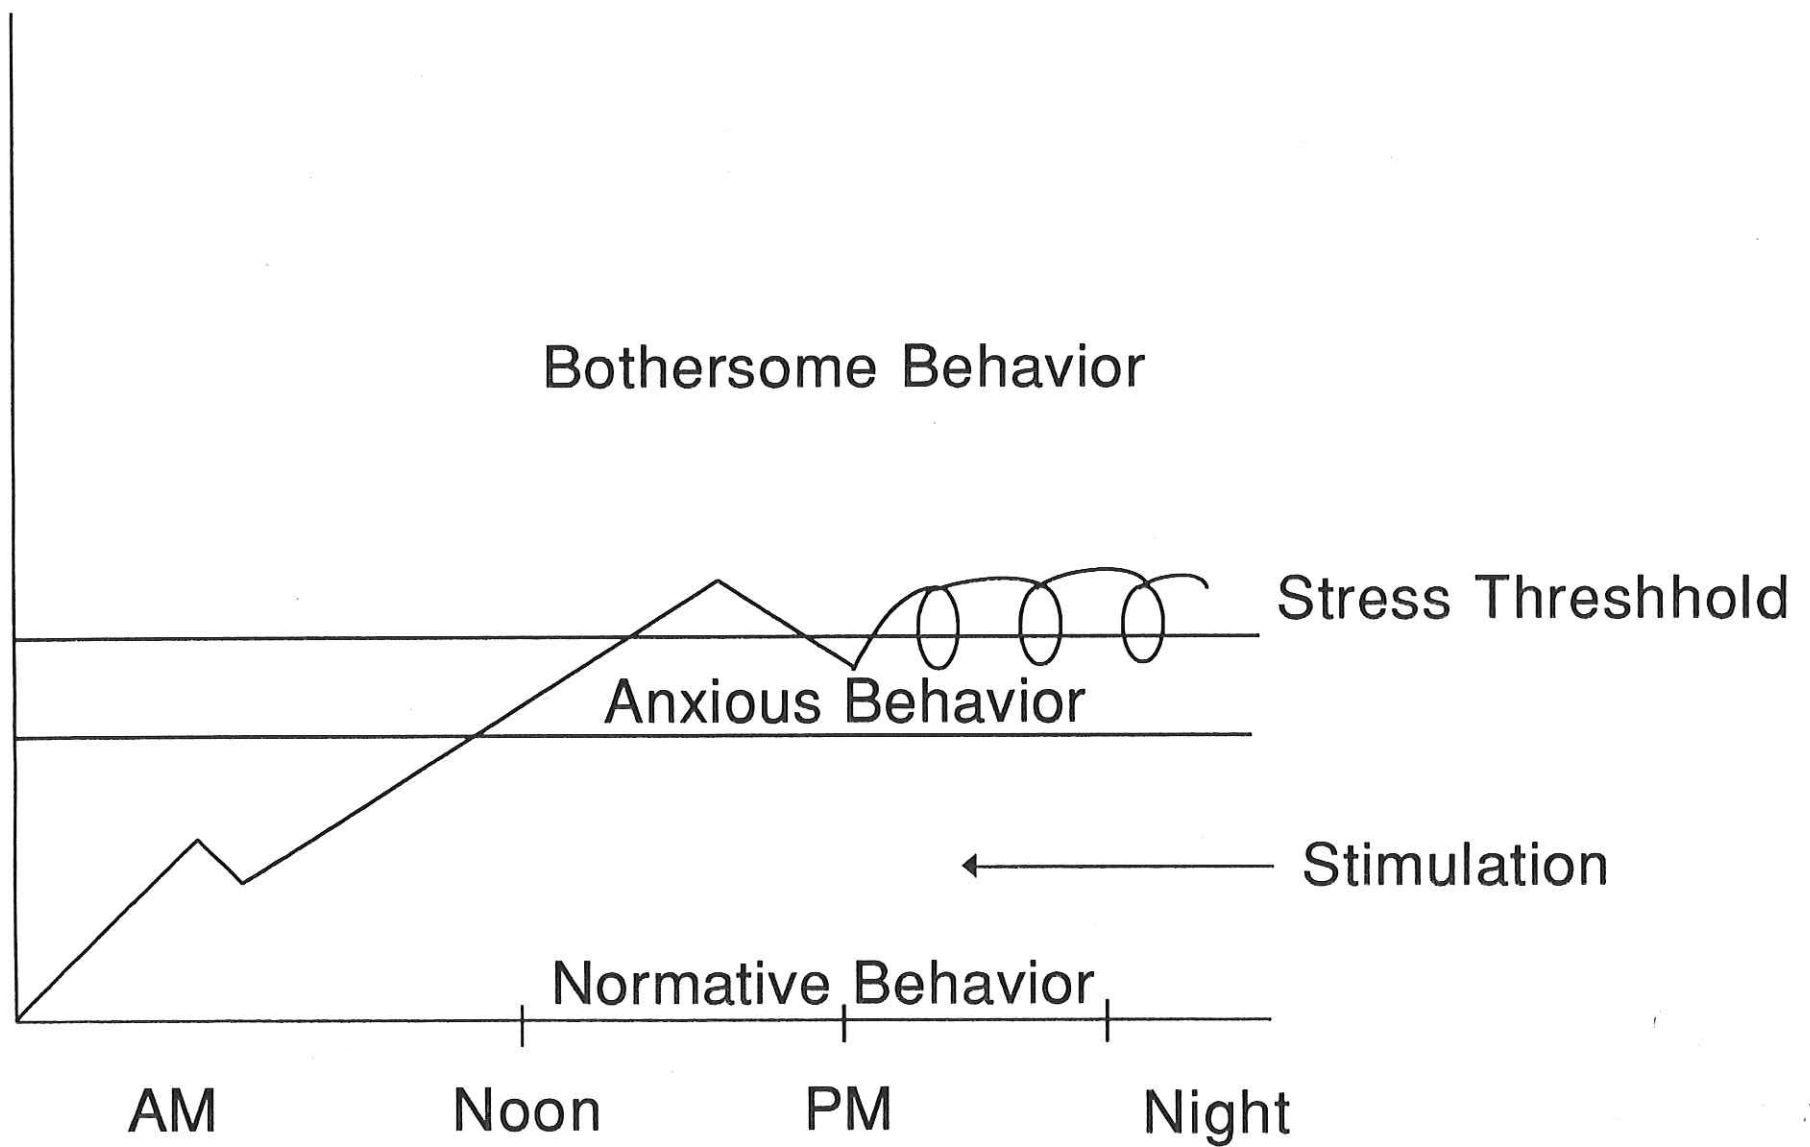 Bothersome Behavior
Stress Threshhold
Anxious Behavior
Stimulation
Normative Behavior
AM Noon PM Night